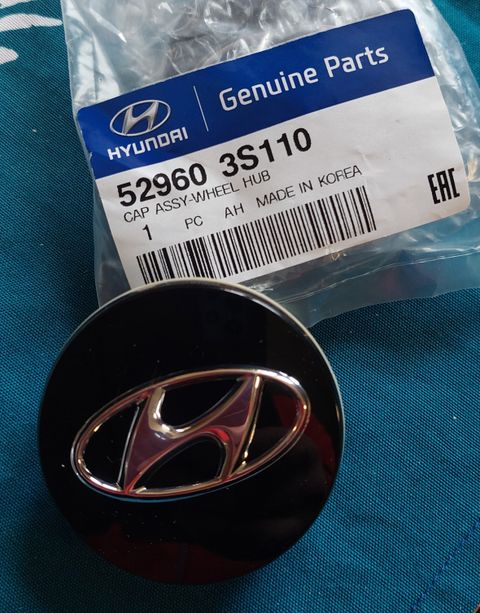 HYUNDAI
Genuine Parts
52960 3S110
CAP ASSY-WHEEL HUB
1 PC AH MADE IN KOREA
EAC